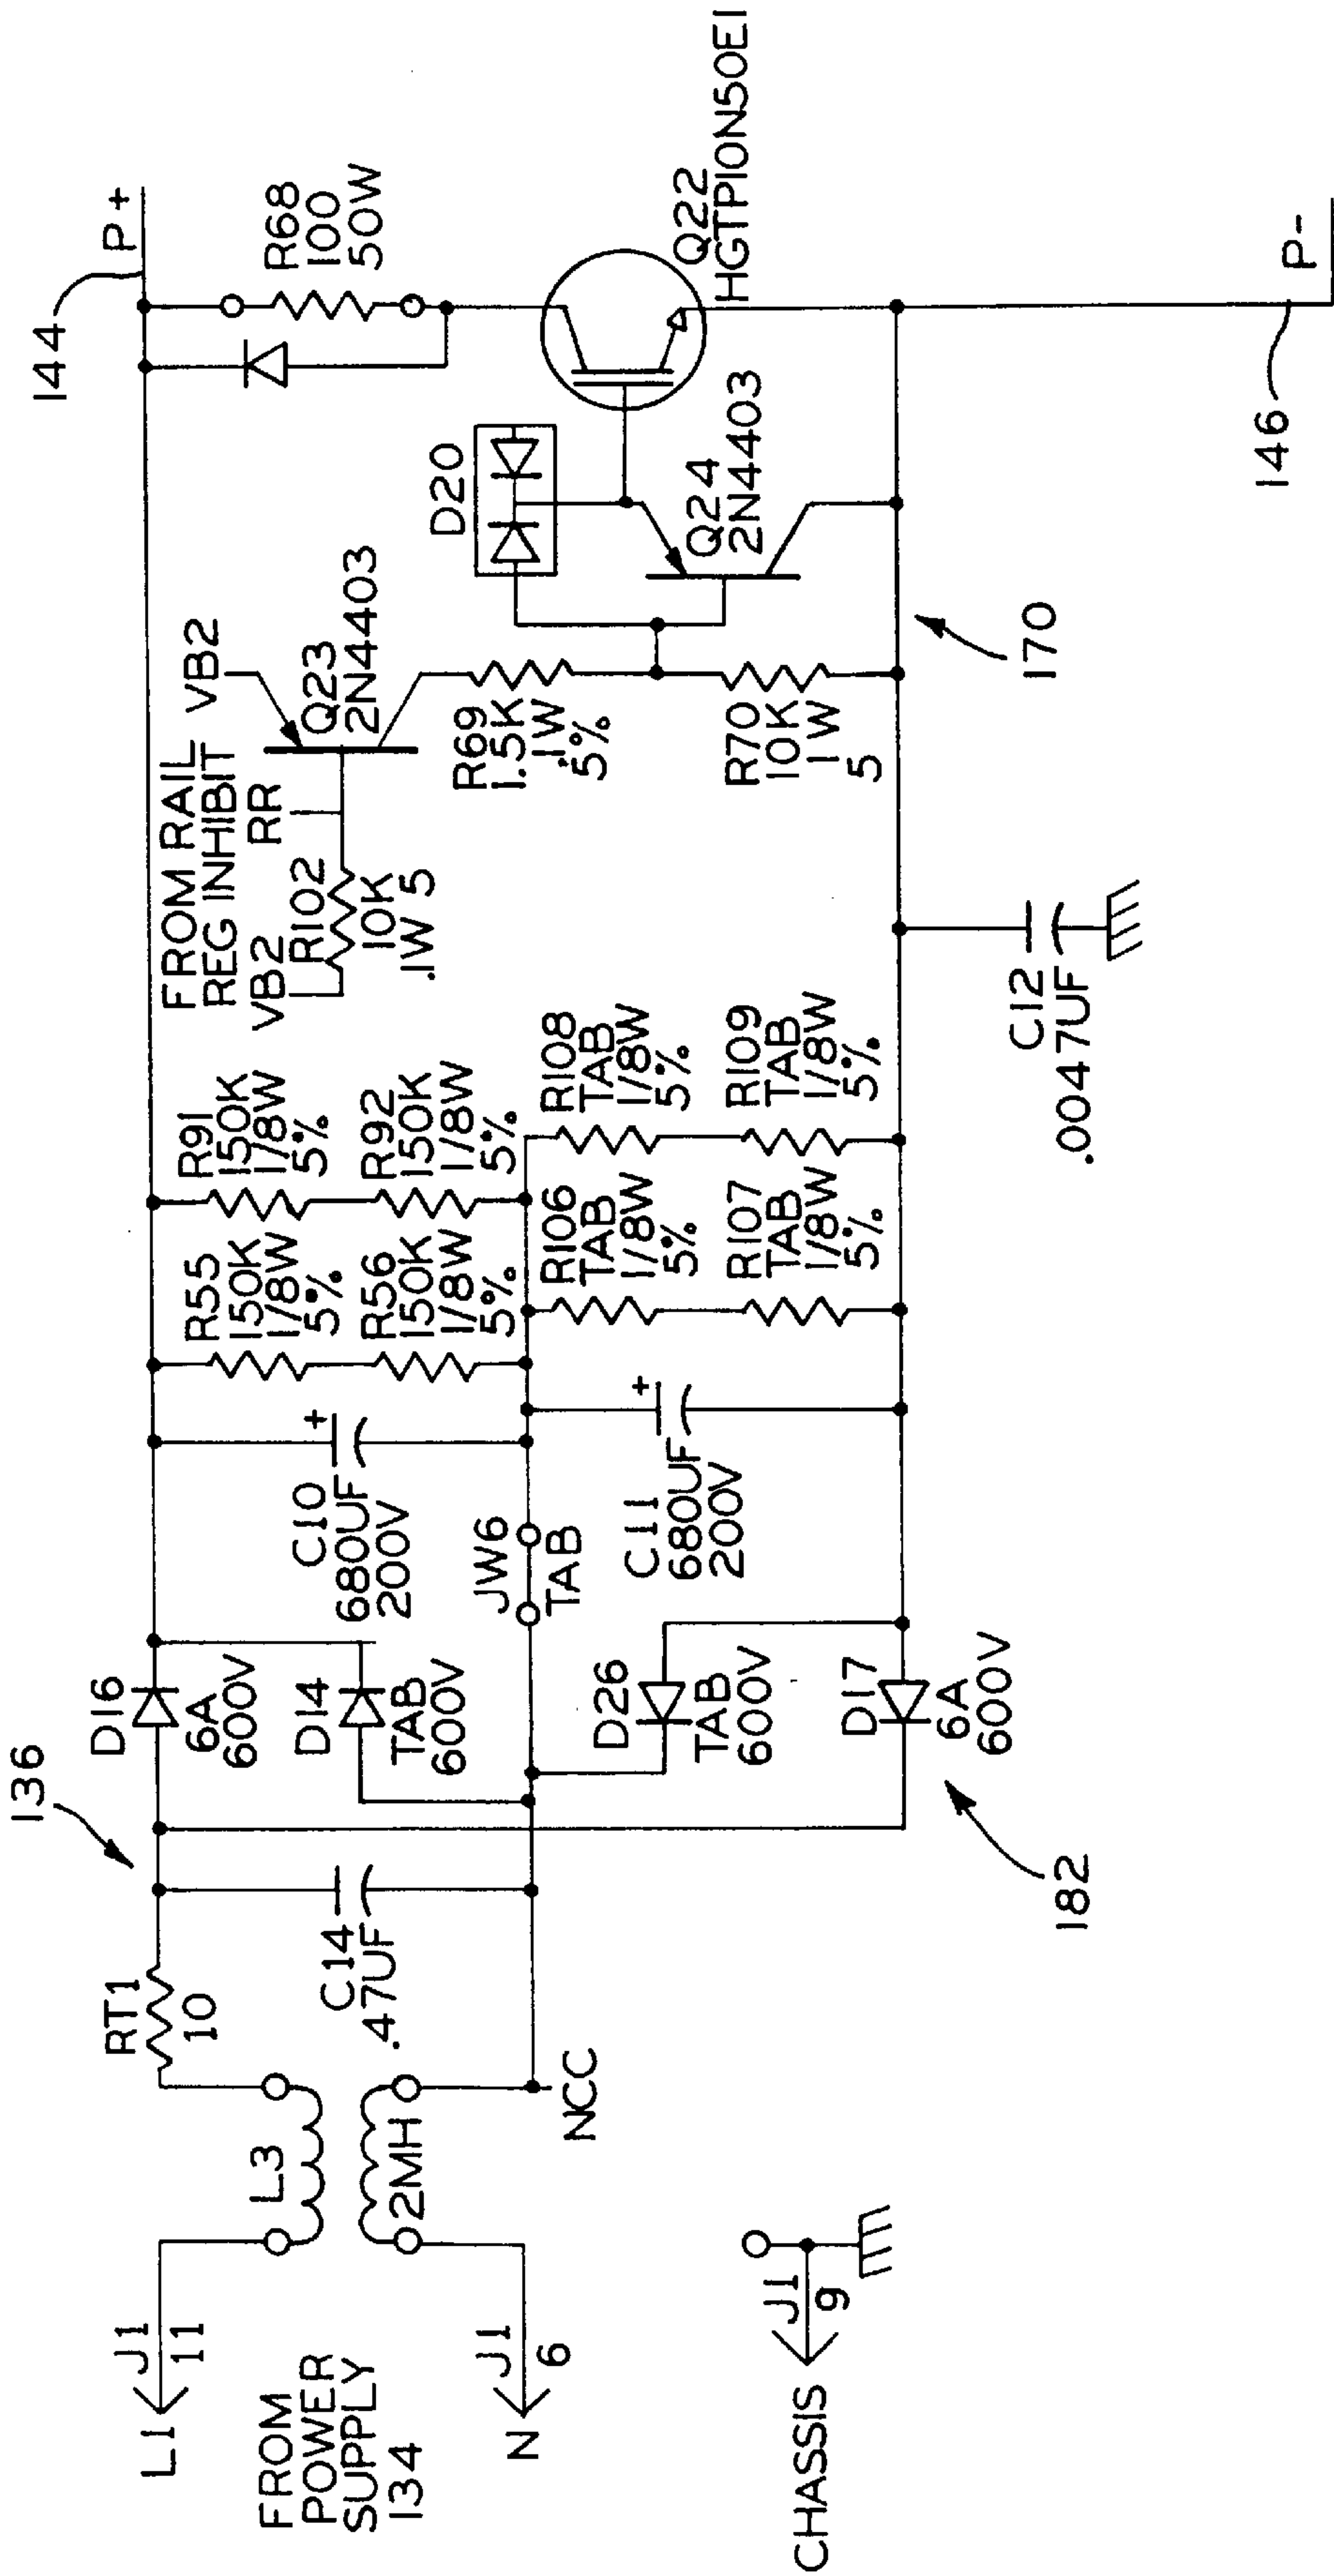 136
144
P+
L1
J1
11
FROM
POWER
SUPPLY
134
N
J1
6
L3
2MH
NCC
RT1
10
C14
.47UF
D16
6A
600V
D14
TAB
600V
JW6
TAB
D26
TAB
600V
D17
6A
600V
182
C10
680UF
200V
+
C11
680UF
200V
+
R55
150K
1/8W
5%
R56
150K
1/8W
5%
R91
150K
1/8W
5%
R92
150K
1/8W
5%
R106
TAB
1/8W
5%
R107
TAB
1/8W
5%
R108
TAB
1/8W
5%
R109
TAB
1/8W
5%
C12
.0047UF
FROM RAIL
REG INHIBIT
VB2
RR
R102
10K
.1W 5
VB2
Q23
2N4403
R69
1.5K
.1W
5%
R70
10K
1W
5
D20
Q24
2N4403
170
R68
100
50W
Q22
HGTP10N50E1
146
P-
CHASSIS
J1
9